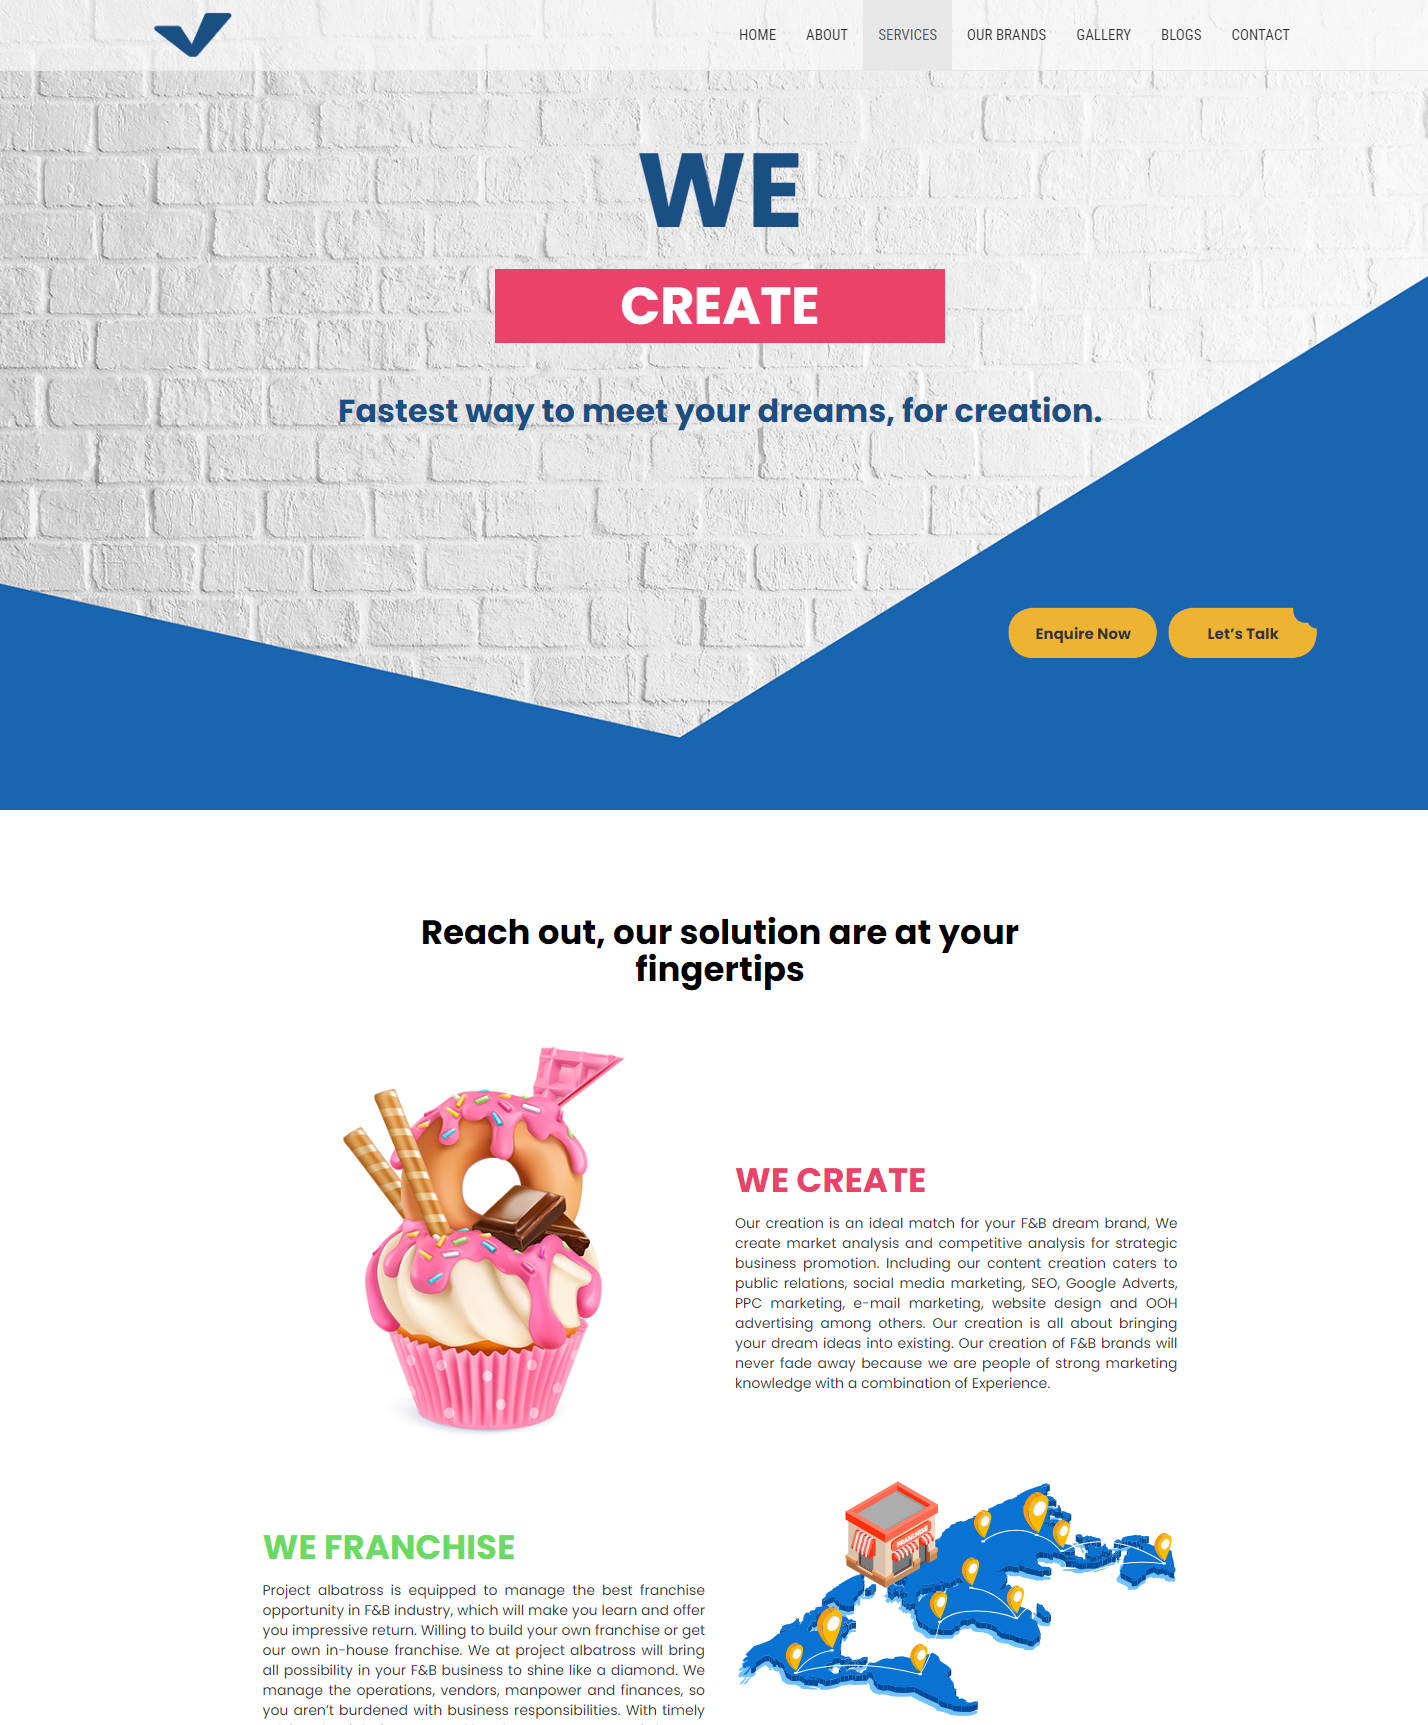 HOME ABOUT SERVICES OUR BRANDS GALLERY BLOGS CONTACT
WE
CREATE
Fastest way to meet your dreams, for creation.
Enquire Now Let's Talk
Reach out, our solution are at your
fingertips
WE CREATE
Our creation is an ideal match for your F&B dream brand, We
create market analysis and competitive analysis for strategic
business promotion. Including our content creation caters to
public relations, social media marketing, SEO, Google Adverts,
PPC marketing, e-mail marketing, website design and OOH
advertising among others. Our creation is all about bringing
your dream ideas into existing. Our creation of F&B brands will
never fade away because we are people of strong marketing
knowledge with a combination of Experience.
FRANCHISE
WE FRANCHISE
Project albatross is equipped to manage the best franchise
opportunity in F&B industry, which will make you learn and offer
you impressive return. Willing to build your own franchise or get
our own in-house franchise. We at project albatross will bring
all possibility in your F&B business to shine like a diamond. We
manage the operations, vendors, manpower and finances, so
you aren't burdened with business responsibilities. With timely